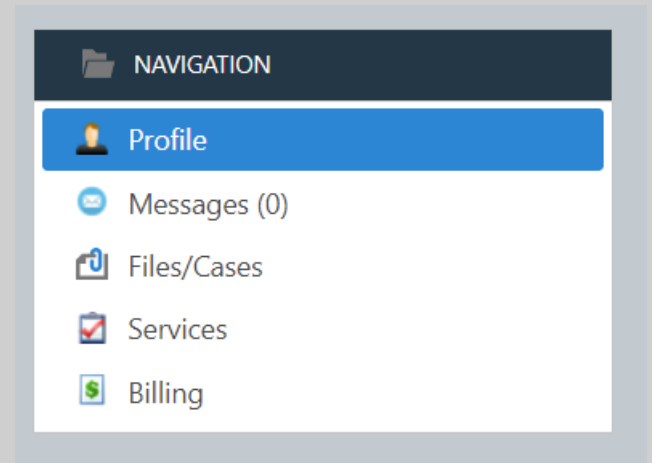 NAVIGATION
Profile
Messages (0)
Files/Cases
Services
Billing